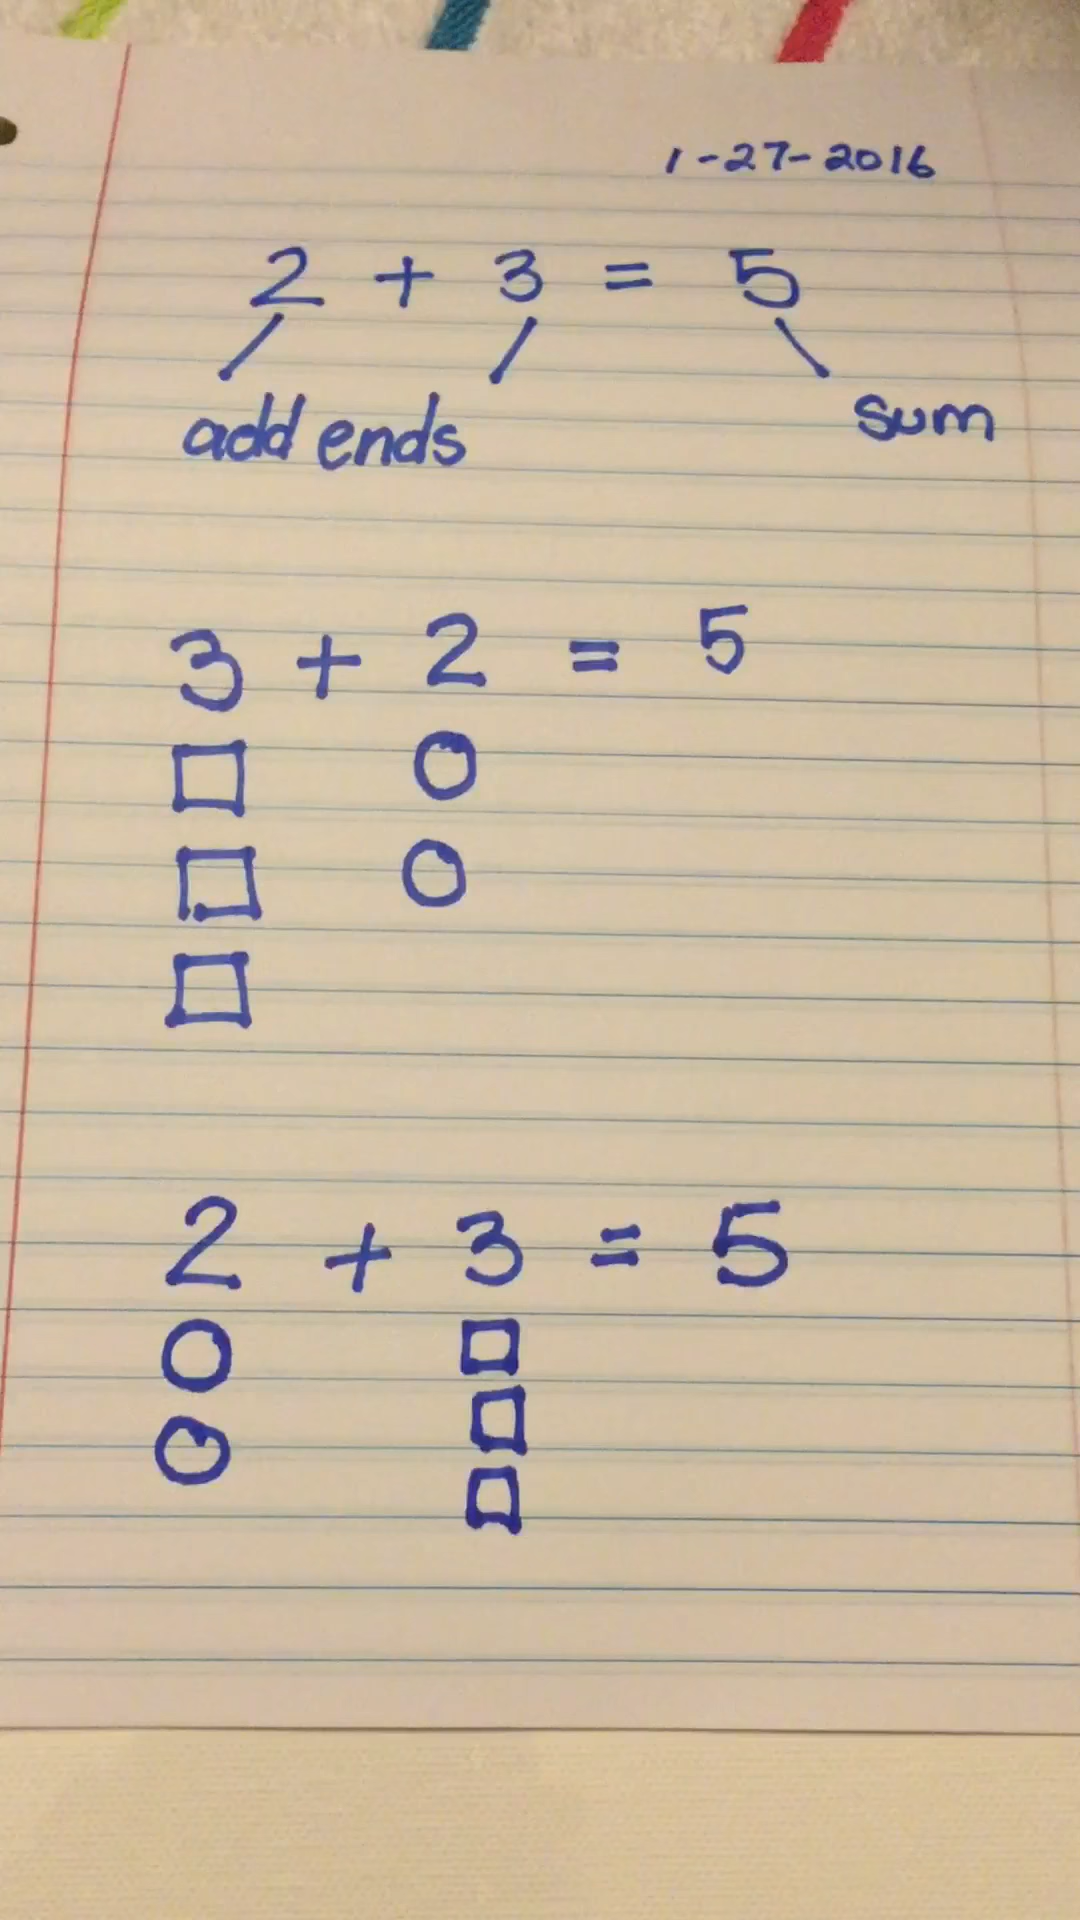 1-27-2016
2 + 3 = 5
add ends
sum
3 + 2 = 5
2 + 3 = 5